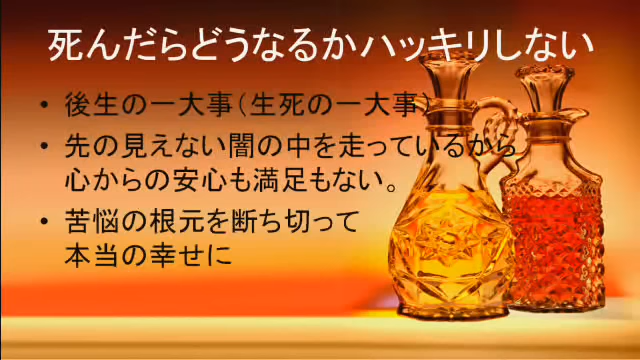 死んだらどうなるかハッキリしない
• 後生の一大事（生死の一大事）
• 先の見えない闇の中を走っているから
心からの安心も満足もない。
• 苦悩の根元を断ち切って
本当の幸せに